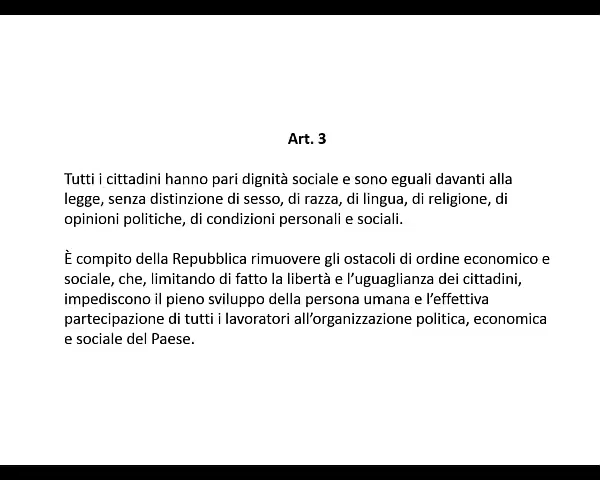 Art. 3
Tutti i cittadini hanno pari dignità sociale e sono eguali davanti alla
legge, senza distinzione di sesso, di razza, di lingua, di religione, di
opinioni politiche, di condizioni personali e sociali.
È compito della Repubblica rimuovere gli ostacoli di ordine economico e
sociale, che, limitando di fatto la libertà e l’uguaglianza dei cittadini,
impediscono il pieno sviluppo della persona umana e l’effettiva
partecipazione di tutti i lavoratori all’organizzazione politica, economica
e sociale del Paese.